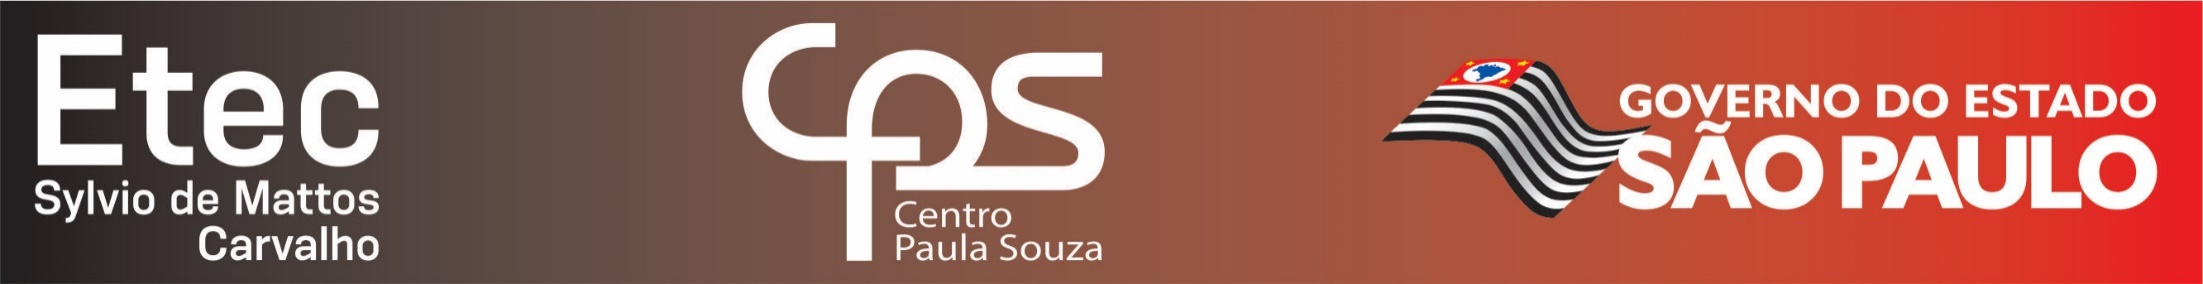 Etec
Sylvio de Mattos
Carvalho
cps
Centro
Paula Souza
GOVERNO DO ESTADO
SÃO PAULO